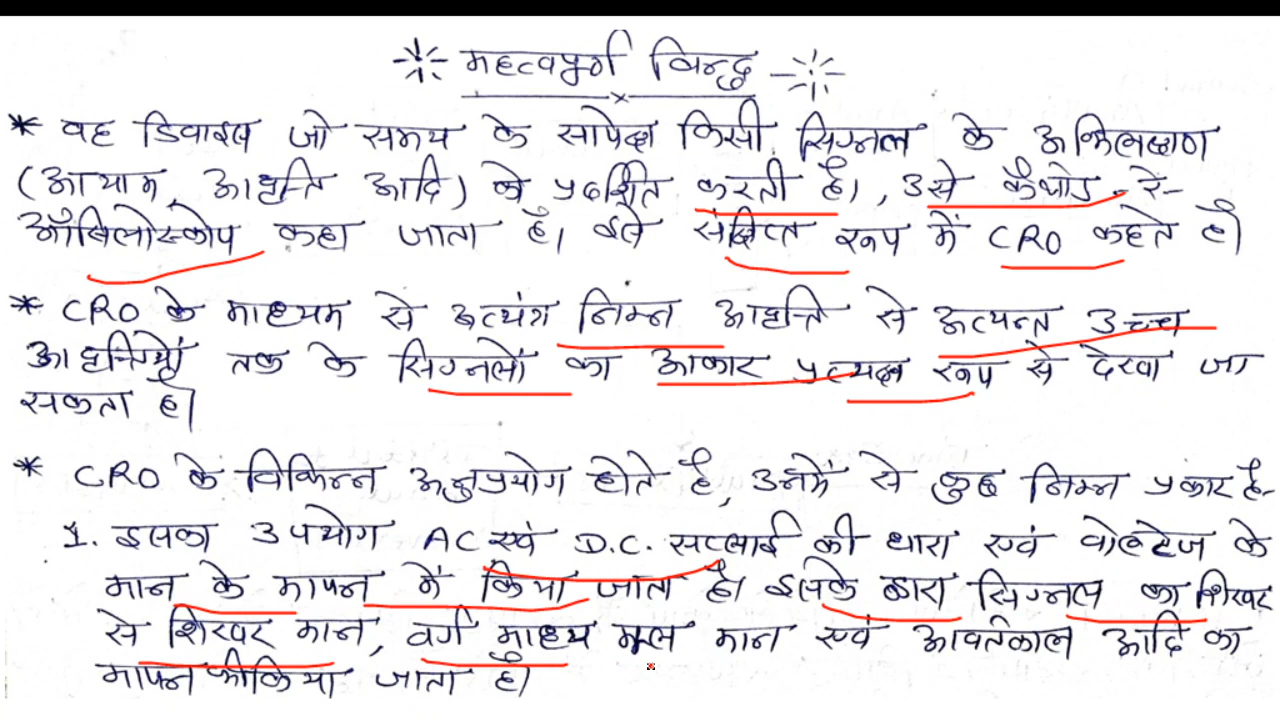 महत्वपूर्ण बिन्दु
* वह डिवाइस जो समय के सापेक्ष किसी सिग्नल के अभिलक्षण
(आयाम, आवृत्ति आदि) को प्रदर्शित करती है, उसे कैथोड-रे-
ऑसिलोस्कोप कहा जाता है। इसे संक्षिप्त रूप में CRO कहते हैं।
* CRO के माध्यम से अत्यंत निम्न आवृत्ति से अत्यन्त उच्च
आवृत्तियों तक के सिग्नलों का आकार प्रत्यक्ष रूप से देखा जा
सकता है।
* CRO के विभिन्न अनुप्रयोग होते हैं, उनमें से कुछ निम्न प्रकार हैं-
1. इसका उपयोग AC एवं D.C. सप्लाई की धारा एवं वोल्टेज के
मान के मापन में किया जाता है। इसके द्वारा सिग्नल का शिखर
से शिखर मान, वर्ग माध्य मूल मान एवं आवर्तकाल आदि का
मापन भी किया जाता है।